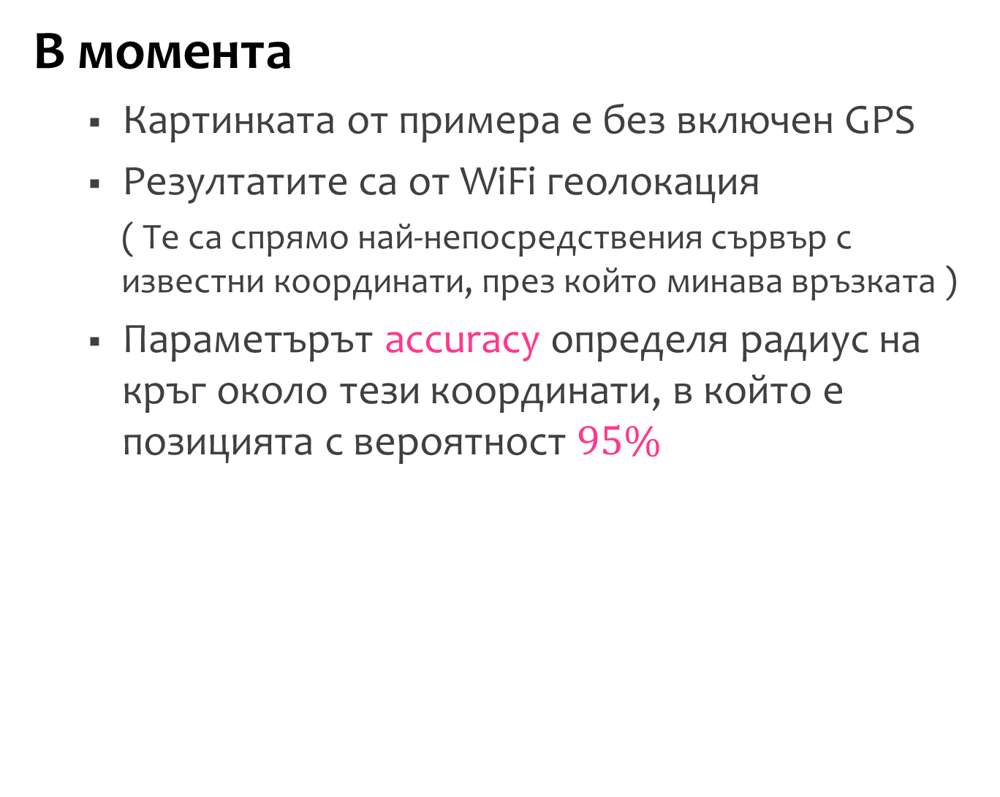 В момента
▪ Картинката от примера е без включен GPS
▪ Резултатите са от WiFi геолокация
( Те са спрямо най-непосредствения сървър с
известни координати, през който минава връзката )
▪ Параметърът accuracy определя радиус на
кръг около тези координати, в който е
позицията с вероятност 95%